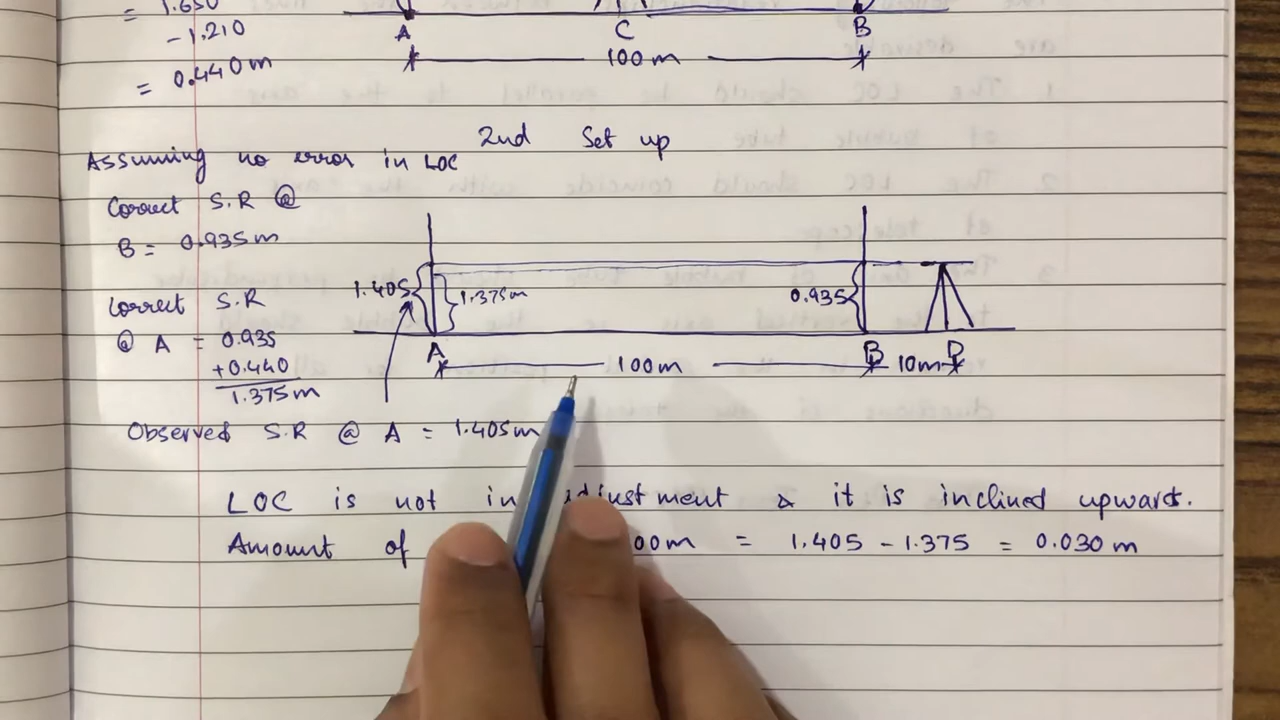 = 1.650
- 1.210
= 0.440 m
A C B
100 m
2nd Set up
Assuming no error in LOC
Correct S.R @
B = 0.935 m
Correct S.R
@ A = 0.935
+0.440
1.375 m
1.405 1.375m 0.935
A B D
100 m 10m
Observed S.R @ A = 1.405 m
LOC is not in adjustment & it is inclined upwards.
Amount of 100m = 1.405 - 1.375 = 0.030 m